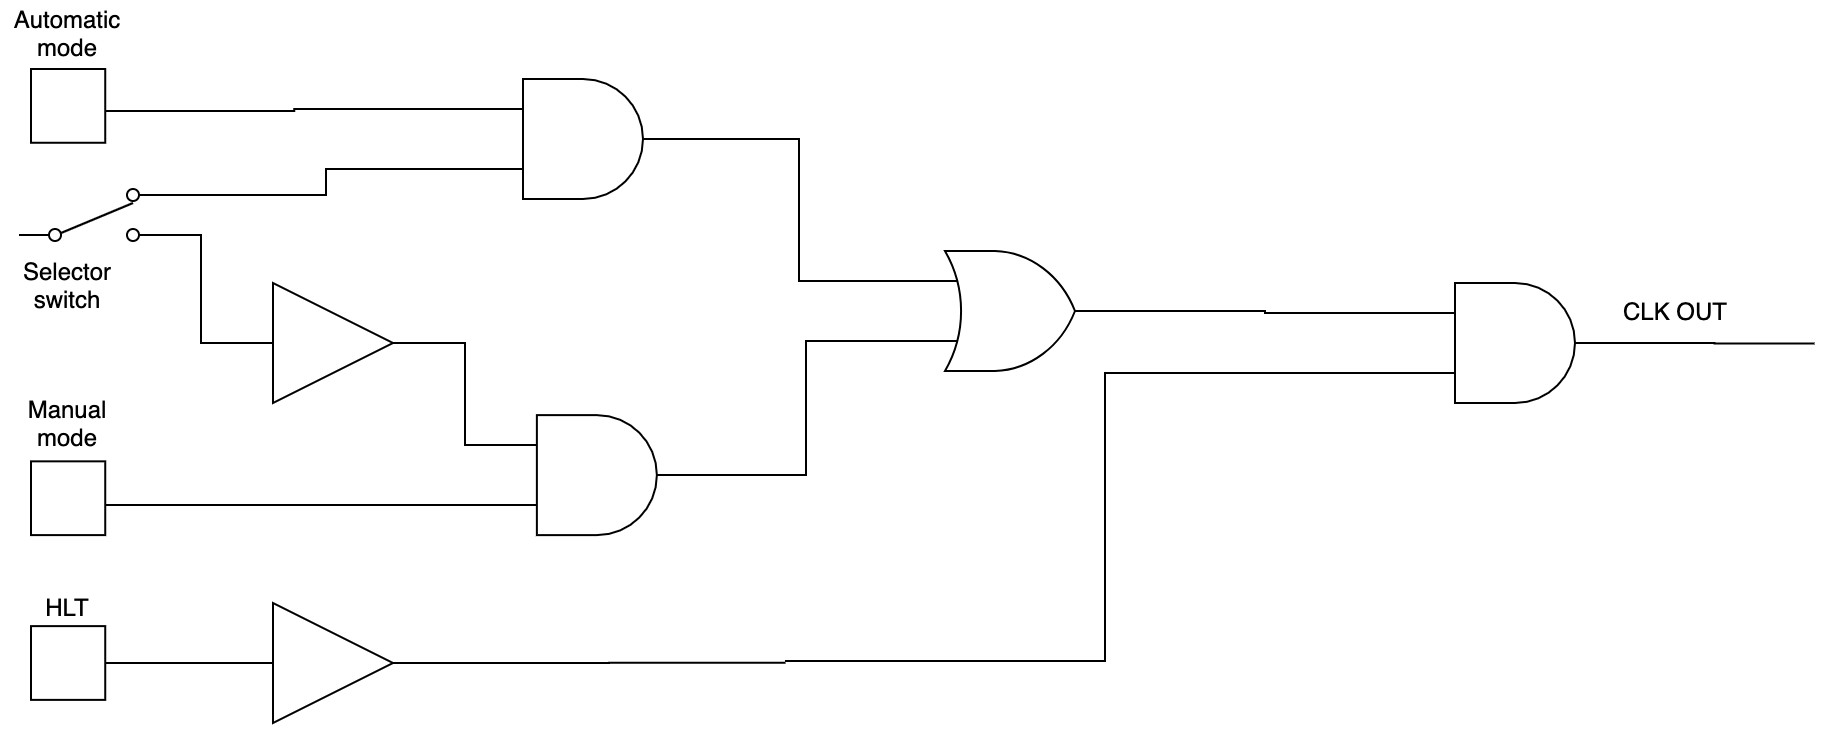 Automatic
mode
Selector
switch
Manual
mode
HLT
CLK OUT